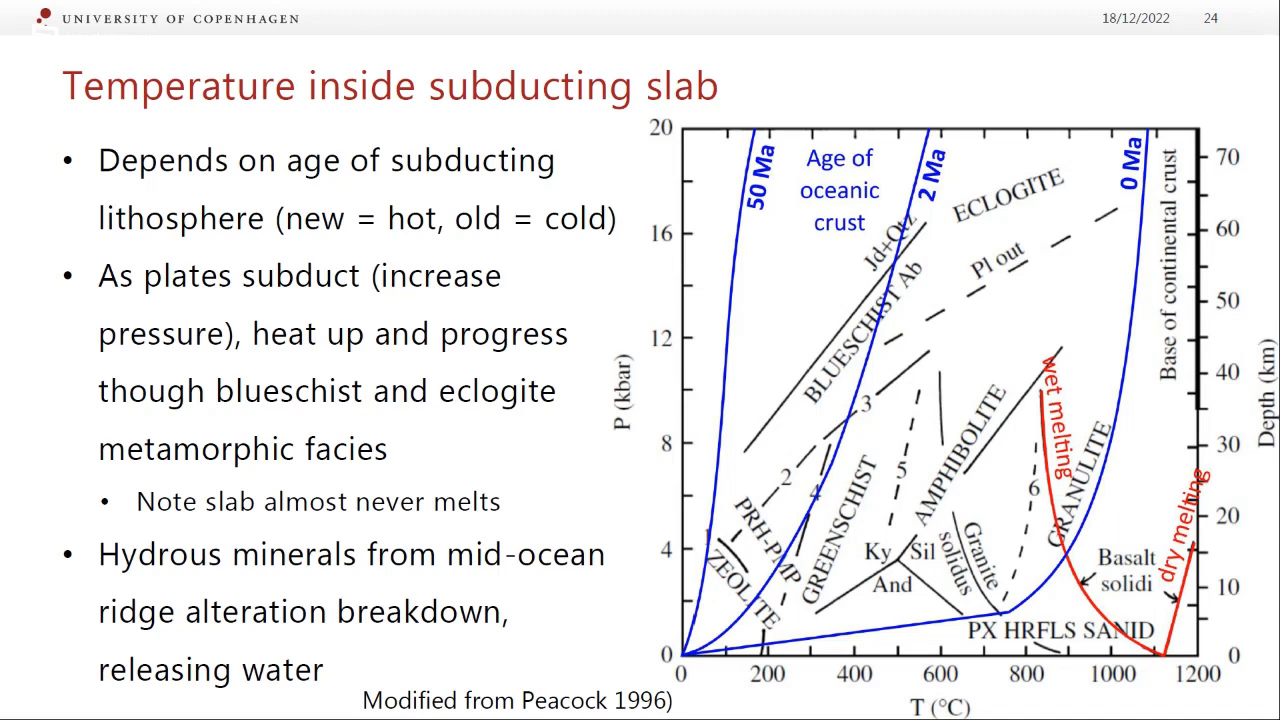 UNIVERSITY OF COPENHAGEN
18/12/2022 24
Temperature inside subducting slab
• Depends on age of subducting
lithosphere (new = hot, old = cold)
• As plates subduct (increase
pressure), heat up and progress
though blueschist and eclogite
metamorphic facies
• Note slab almost never melts
• Hydrous minerals from mid-ocean
ridge alteration breakdown,
releasing water
Modified from Peacock 1996)
P (kbar)
20
16
12
8
4
0
0 200 400 600 800 1000 1200
T (°C)
Depth (km)
70
60
50
40
30
20
10
0
50 Ma
Age of
oceanic
crust
2 Ma
0 Ma
ECLOGITE
Jd+Qtz
Ab
Pl out
BLUESCHIST
Base of continental crust
wet melting
dry melting
1
2
3
4
5
6
PRH-PMP
ZEOLITE
GREENSCHIST
AMPHIBOLITE
GRANULITE
Ky
Sil
And
Granite
solidus
Basalt
solidi
PX HRFLS SANID